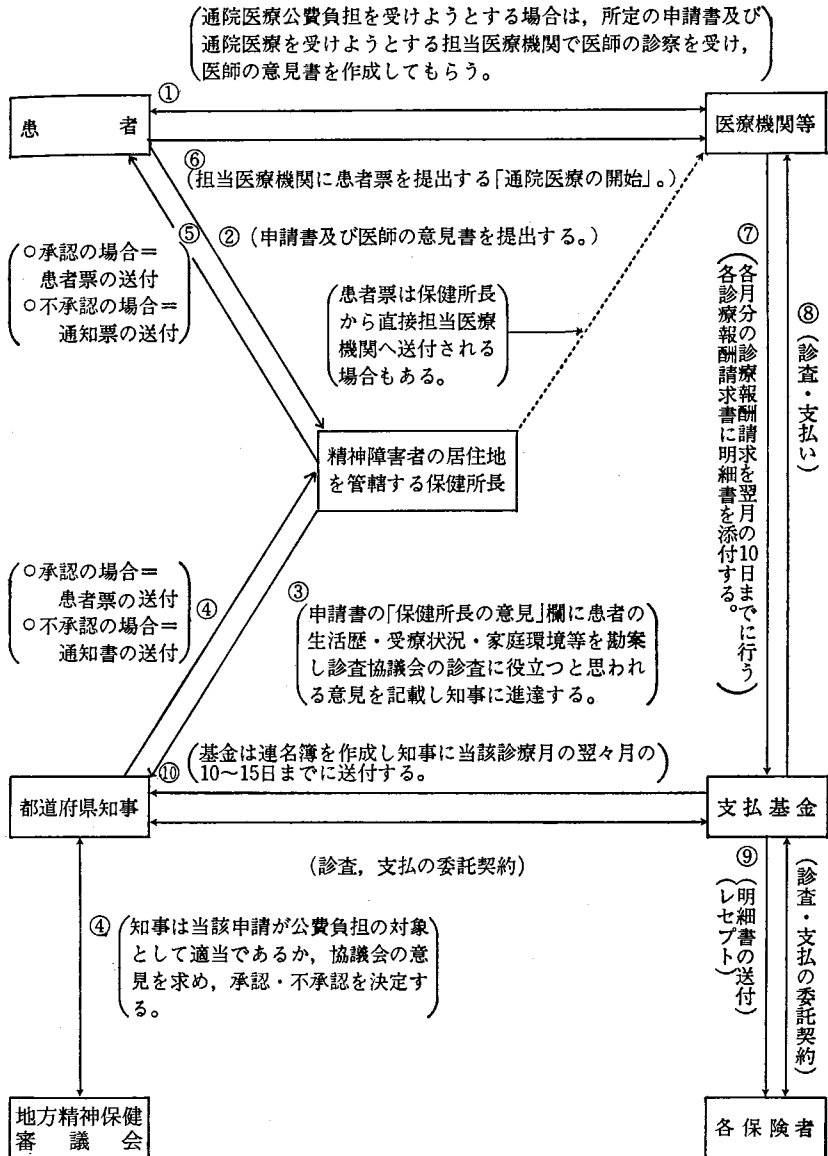 通院医療公費負担を受けようとする場合は，所定の申請書及び
通院医療を受けようとする担当医療機関で医師の診察を受け，
医師の意見書を作成してもらう。
①
患者
医療機関等
⑥
(担当医療機関に患者票を提出する「通院医療の開始」。)
⑤
② (申請書及び医師の意見書を提出する。)
○承認の場合＝
患者票の送付
○不承認の場合＝
通知票の送付
患者票は保健所長
から直接担当医療
機関へ送付される
場合もある。
⑦
(各月分の診療報酬請求を翌月の10日までに行う
各診療報酬請求書に明細書を添付する。)
⑧
(診査・支払い)
精神障害者の居住地
を管轄する保健所長
○承認の場合＝
患者票の送付
○不承認の場合＝
通知書の送付
④
③
申請書の「保健所長の意見」欄に患者の
生活歴・受療状況・家庭環境等を勘案
し診査協議会の診査に役立つと思われ
る意見を記載し知事に進達する。
⑩
基金は連名簿を作成し知事に当該診療月の翌々月の
10〜15日までに送付する。
都道府県知事
支払基金
(診査，支払の委託契約)
④
知事は当該申請が公費負担の対象
として適当であるか，協議会の意
見を求め，承認・不承認を決定す
る。
⑨
(明細書の送付
レセプト)
(診査・支払の委託契約)
地方精神保健
審議会
各保険者